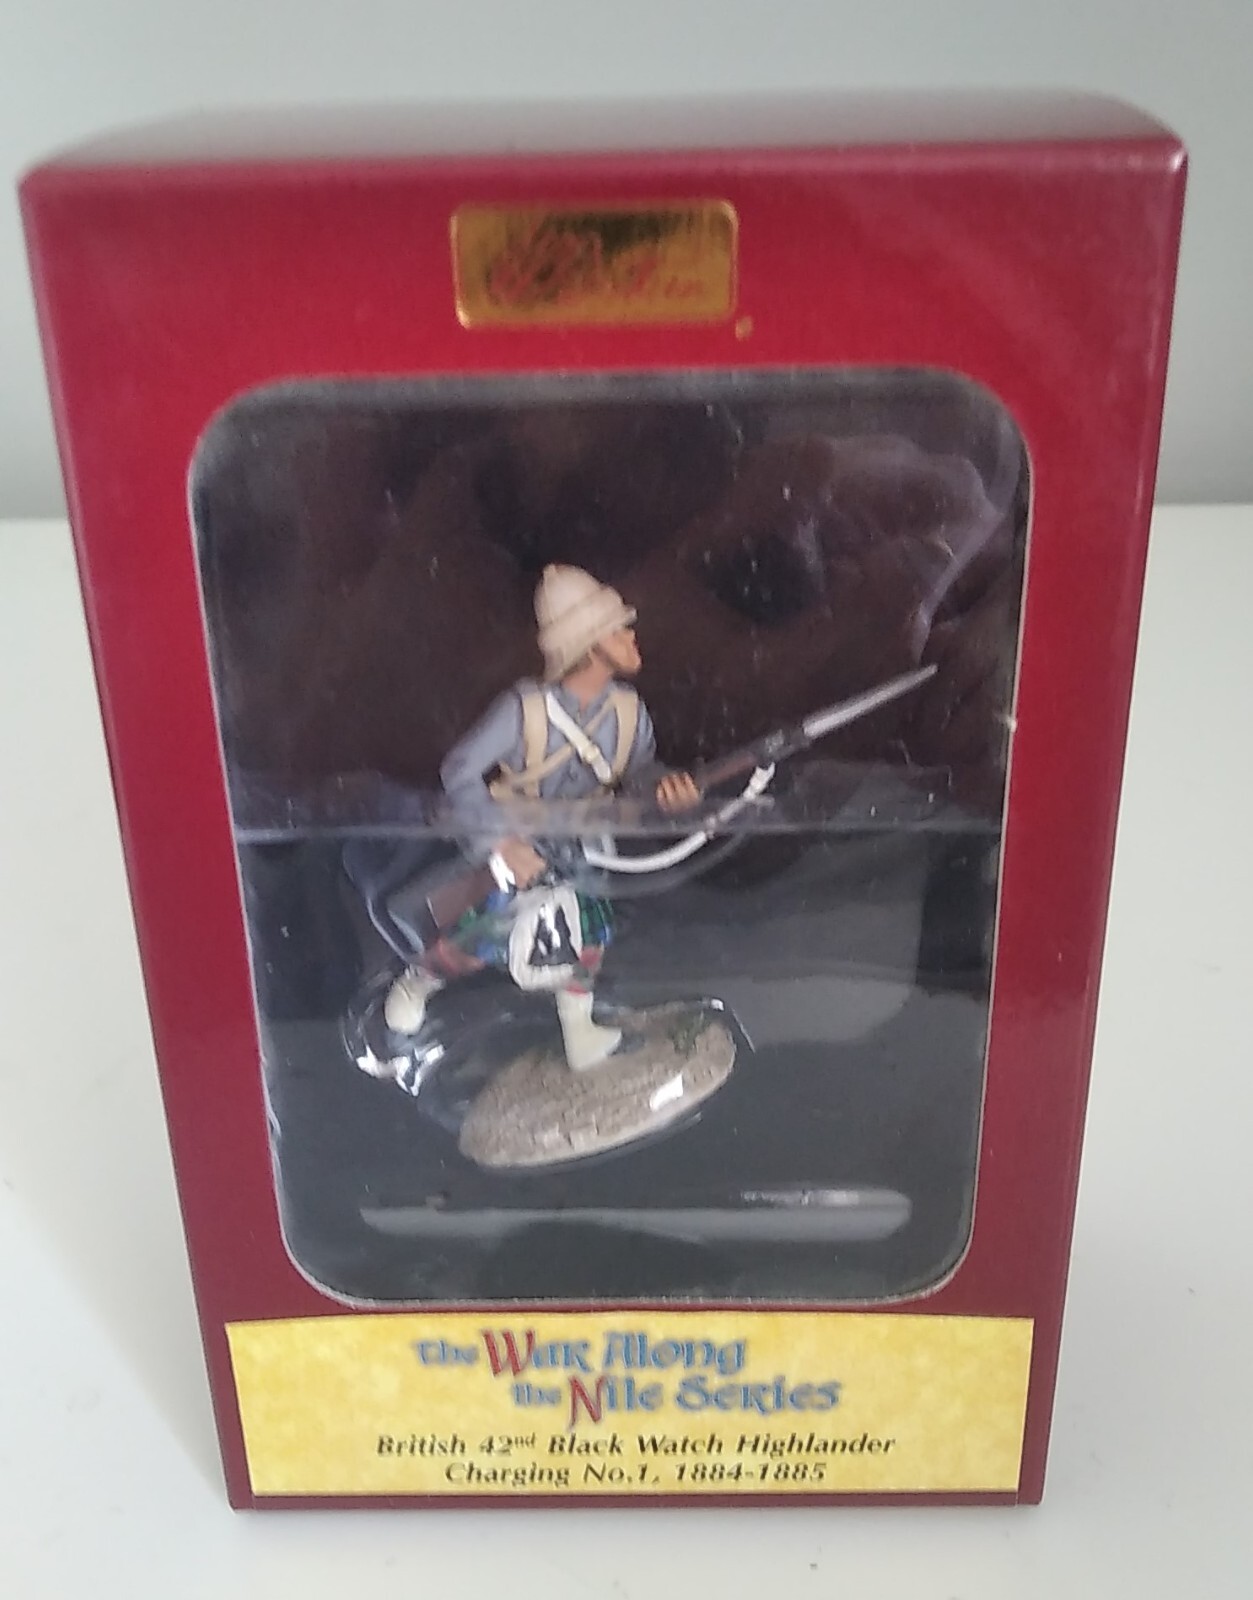 The War Along
the Nile Series
British 42nd Black Watch Highlander
Charging No.1, 1884-1885